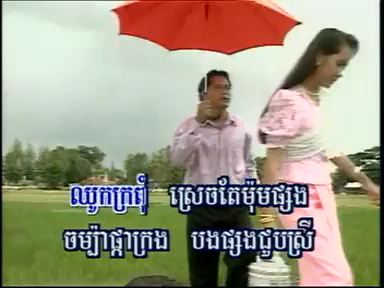 ឈូកក្រពុំ ស្រេចតែម៉ុមផ្សង
ចម្ប៉ាផ្កាក្រង បងផ្សងជួបស្រី